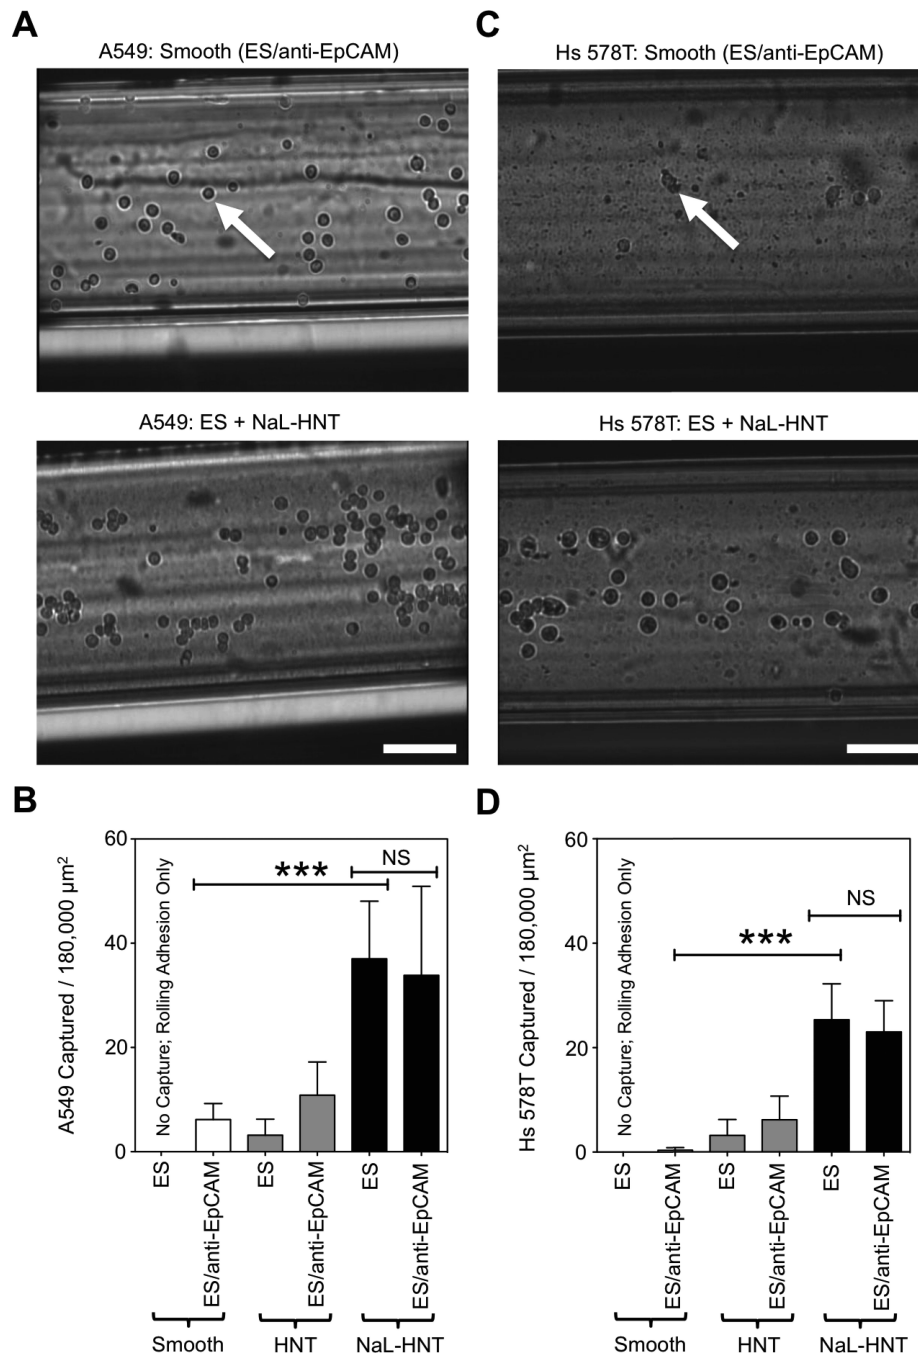 A
A549: Smooth (ES/anti-EpCAM)
A549: ES + NaL-HNT
C
Hs 578T: Smooth (ES/anti-EpCAM)
Hs 578T: ES + NaL-HNT
B
A549 Captured / 180,000 µm²
60
40
20
0
No Capture; Rolling Adhesion Only
***
NS
ES
ES/anti-EpCAM
ES
ES/anti-EpCAM
ES
ES/anti-EpCAM
Smooth
HNT
NaL-HNT
D
Hs 578T Captured / 180,000 µm²
60
40
20
0
No Capture; Rolling Adhesion Only
***
NS
ES
ES/anti-EpCAM
ES
ES/anti-EpCAM
ES
ES/anti-EpCAM
Smooth
HNT
NaL-HNT